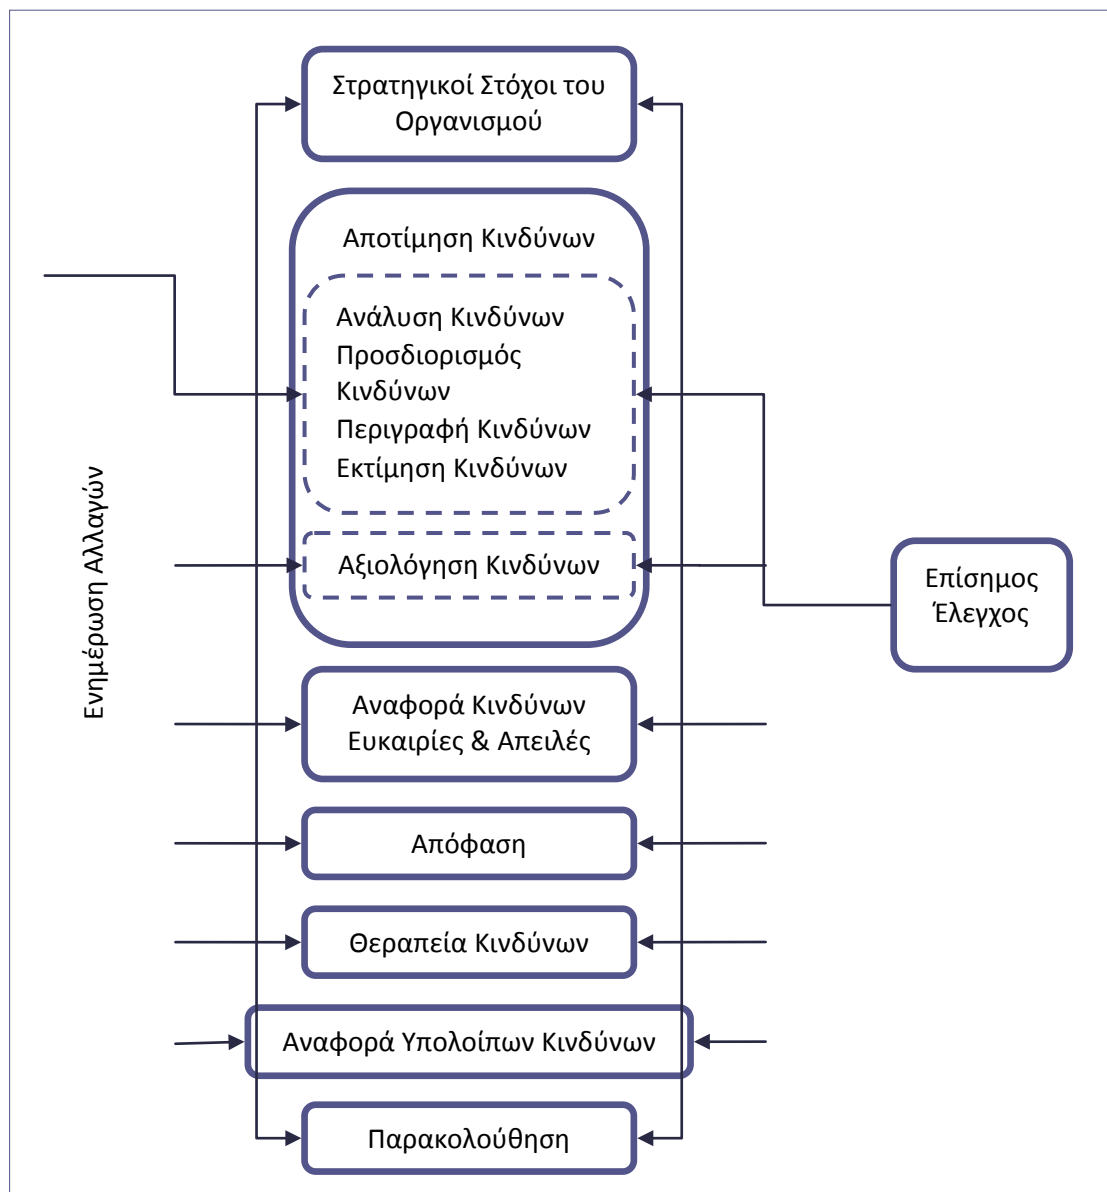 Στρατηγικοί Στόχοι του
Οργανισμού
Αποτίμηση Κινδύνων
Ανάλυση Κινδύνων
Προσδιορισμός
Κινδύνων
Περιγραφή Κινδύνων
Εκτίμηση Κινδύνων
Αξιολόγηση Κινδύνων
Ενημέρωση Αλλαγών
Επίσημος
Έλεγχος
Αναφορά Κινδύνων
Ευκαιρίες & Απειλές
Απόφαση
Θεραπεία Κινδύνων
Αναφορά Υπολοίπων Κινδύνων
Παρακολούθηση